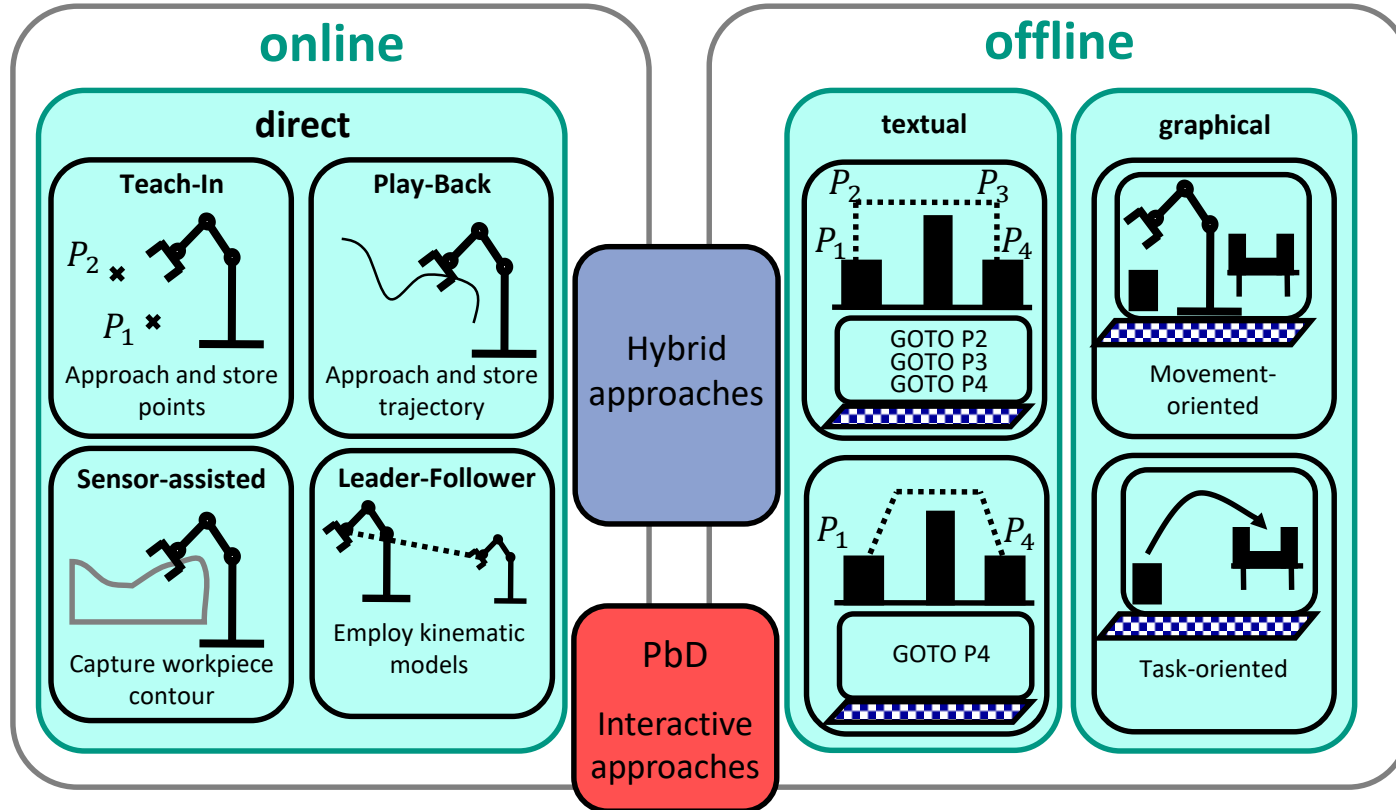 online
direct
Teach-In
P₂
P₁
Approach and store
points
Play-Back
Approach and store
trajectory
Sensor-assisted
Capture workpiece
contour
Leader-Follower
Employ kinematic
models
Hybrid
approaches
PbD
Interactive
approaches
offline
textual
P₂ P₃
P₁ P₄
GOTO P2
GOTO P3
GOTO P4
P₁ P₄
GOTO P4
graphical
Movement-
oriented
Task-oriented